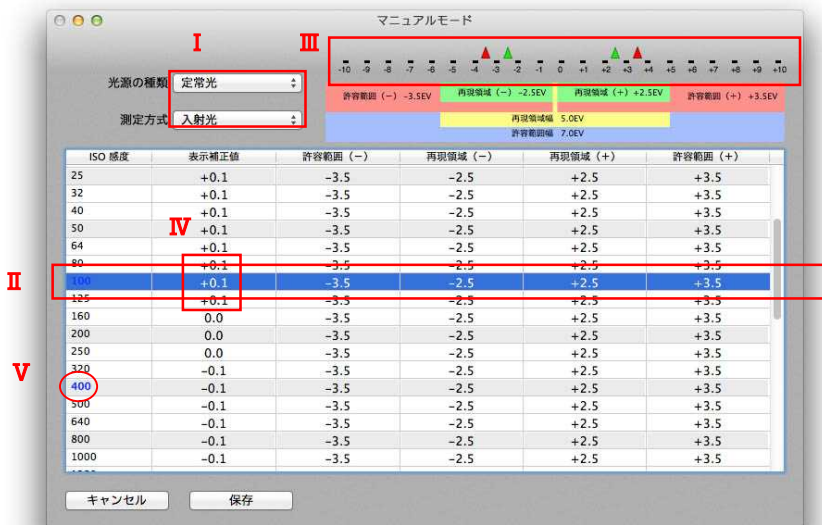 マニュアルモード
I
III
-10 -9 -8 -7 -6 -5 -4 -3 -2 -1 0 +1 +2 +3 +4 +5 +6 +7 +8 +9 +10
光源の種類 定常光
許容範囲（−） -3.5EV 再現領域（−） -2.5EV 再現領域（+） +2.5EV 許容範囲（+） +3.5EV
測定方式 入射光
再現領域幅 5.0EV
許容範囲幅 7.0EV
ISO 感度 表示補正値 許容範囲（−） 再現領域（−） 再現領域（+） 許容範囲（+）
25 +0.1 -3.5 -2.5 +2.5 +3.5
32 +0.1 -3.5 -2.5 +2.5 +3.5
40 +0.1 -3.5 -2.5 +2.5 +3.5
50 +0.1 -3.5 -2.5 +2.5 +3.5
IV
64 +0.1 -3.5 -2.5 +2.5 +3.5
80 +0.1 -3.5 -2.5 +2.5 +3.5
II
100 +0.1 -3.5 -2.5 +2.5 +3.5
125 +0.1 -3.5 -2.5 +2.5 +3.5
160 0.0 -3.5 -2.5 +2.5 +3.5
200 0.0 -3.5 -2.5 +2.5 +3.5
250 0.0 -3.5 -2.5 +2.5 +3.5
320 -0.1 -3.5 -2.5 +2.5 +3.5
V
400 -0.1 -3.5 -2.5 +2.5 +3.5
500 -0.1 -3.5 -2.5 +2.5 +3.5
640 -0.1 -3.5 -2.5 +2.5 +3.5
800 -0.1 -3.5 -2.5 +2.5 +3.5
1000 -0.1 -3.5 -2.5 +2.5 +3.5
キャンセル 保存